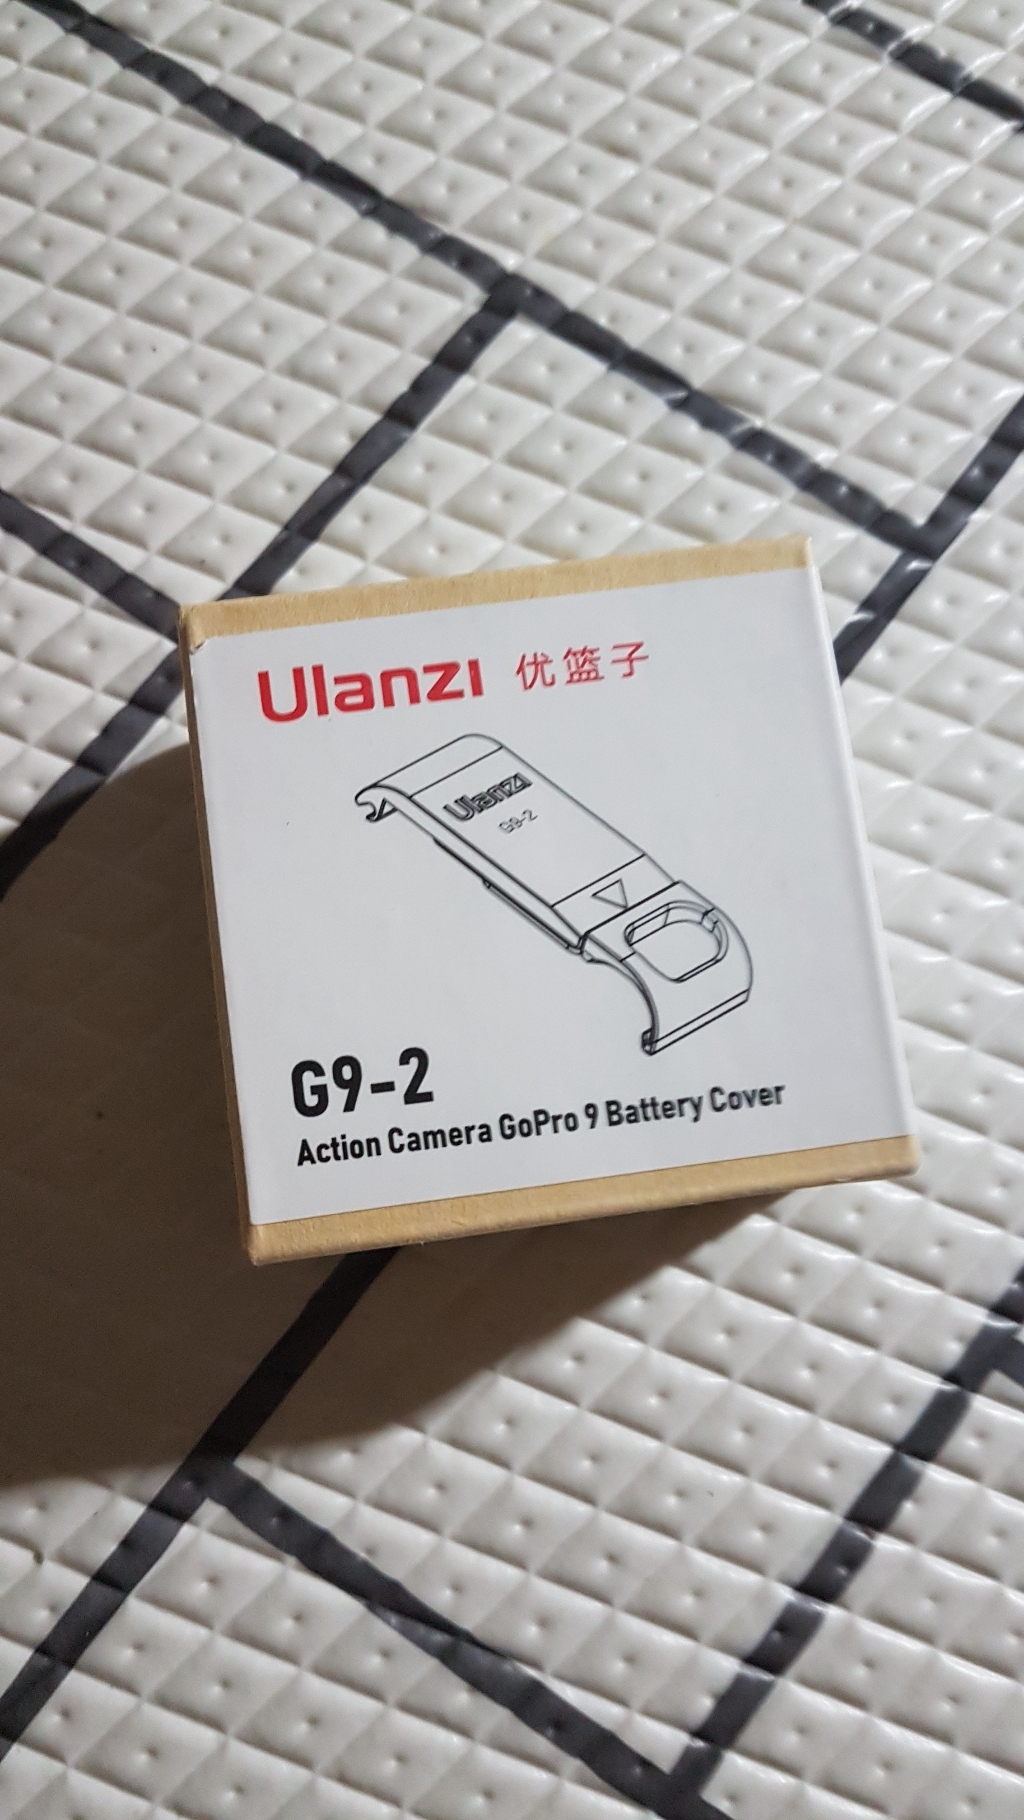 Ulanzi 优篮子
Ulanzi
G9-2
G9-2
Action Camera GoPro 9 Battery Cover